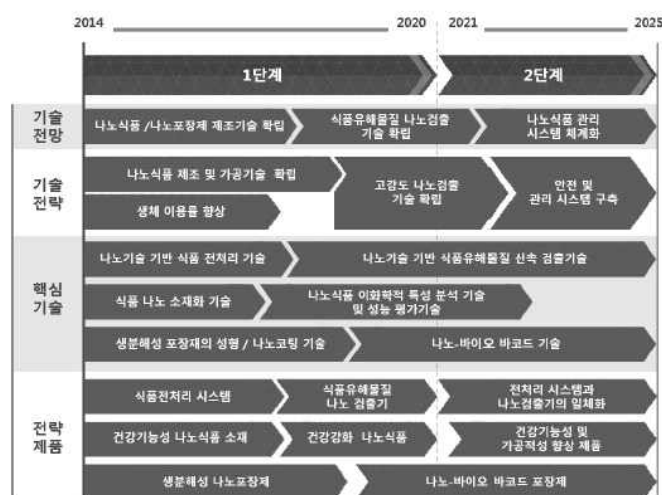 2014 2020 2021 2025
1단계 2단계
기술
전망
나노식품 /나노포장제 제조기술 확립
식품유해물질 나노검출
기술 확립
나노식품 관리
시스템 체계화
기술
전략
나노식품 제조 및 가공기술 확립
생체 이용률 향상
고강도 나노검출
기술 확립
안전 및
관리 시스템 구축
핵심
기술
나노기술 기반 식품 전처리 기술
나노기술 기반 식품유해물질 신속 검출기술
식품 나노 소재화 기술
나노식품 이화학적 특성 분석 기술
및 성능 평가기술
생분해성 포장재의 성형 / 나노코팅 기술
나노-바이오 바코드 기술
전략
제품
식품전처리 시스템
식품유해물질
나노 검출기
전처리 시스템과
나노검출기의 일체화
건강기능성 나노식품 소재
건강강화 나노식품
건강기능성 및
가공적성 향상 제품
생분해성 나노포장제
나노-바이오 바코드 포장제